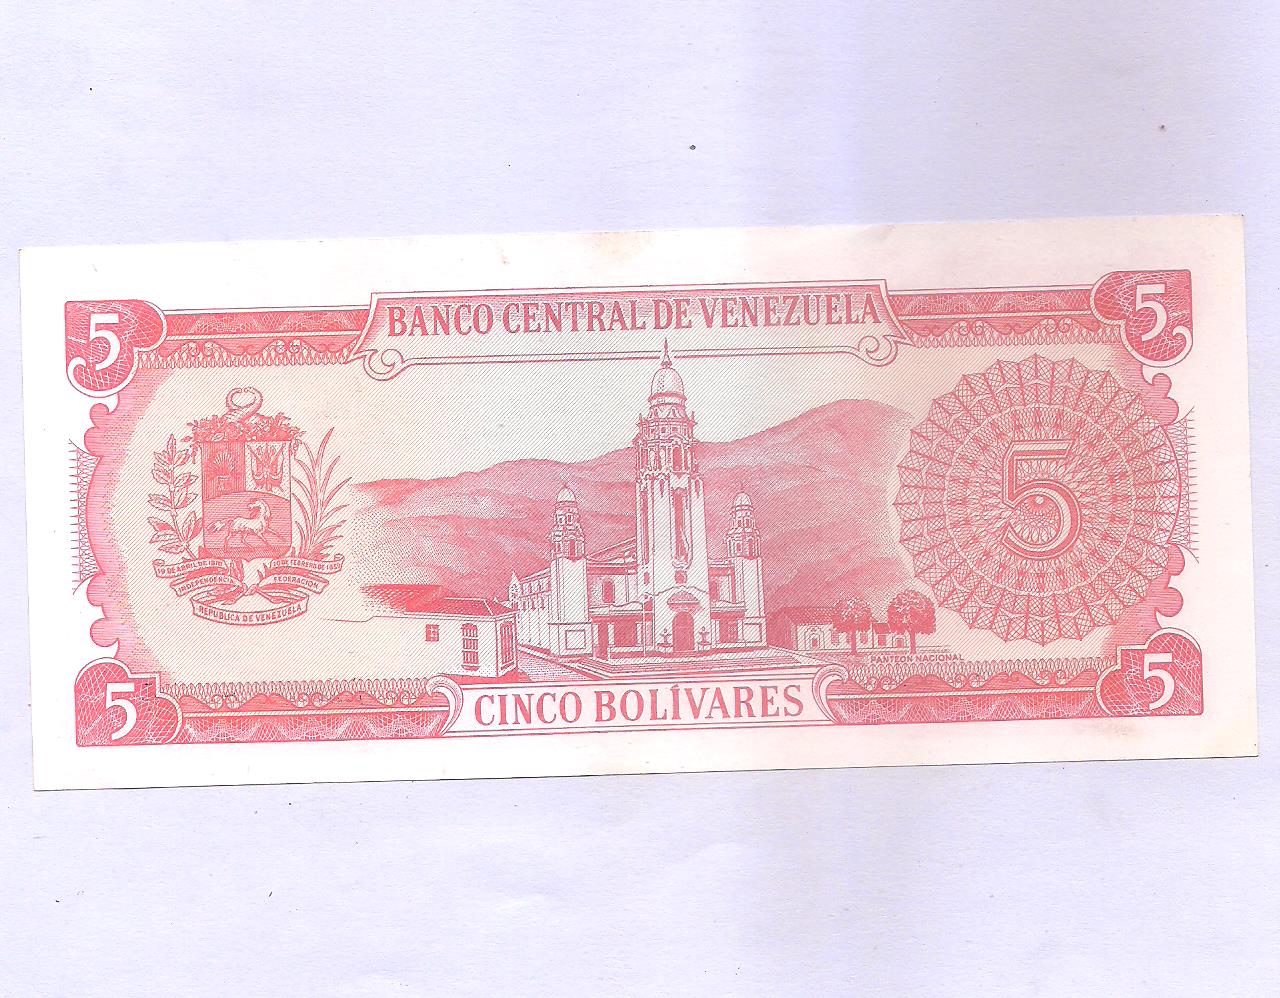 BANCO CENTRAL DE VENEZUELA
5
5
5
19 DE ABRIL DE 1810
20 DE FEBRERO DE 1859
INDEPENDENCIA
FEDERACIÓN
REPUBLICA DE VENEZUELA
PANTEON NACIONAL
5
5
CINCO BOLÍVARES